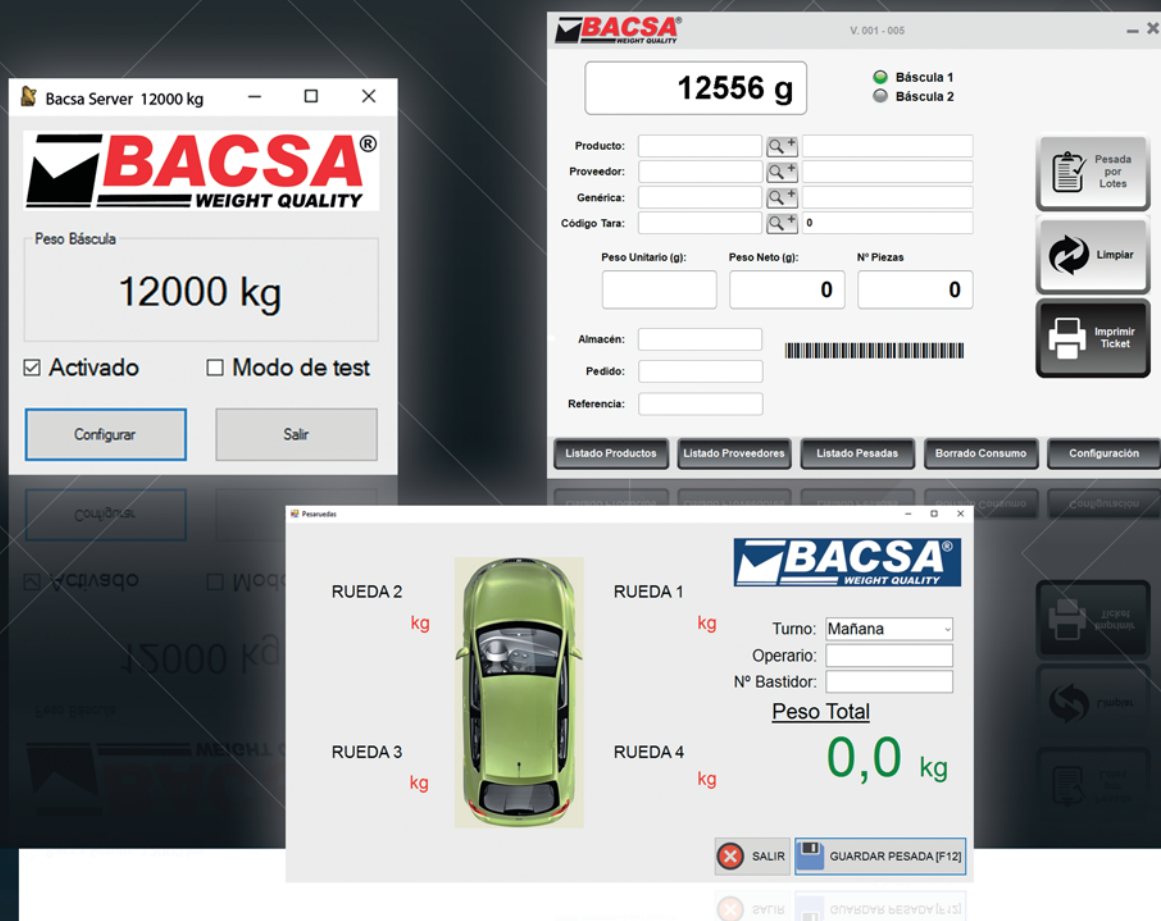 Bacsa Server 12000 kg
BACSA®
WEIGHT QUALITY
Peso Báscula
12000 kg
Activado
Modo de test
Configurar
Salir
BACSA®
WEIGHT QUALITY
V. 001 - 005
12556 g
Báscula 1
Báscula 2
Producto:
Proveedor:
Genérica:
Código Tara:
0
Peso Unitario (g):
Peso Neto (g):
Nº Piezas
0
0
Almacén:
Pedido:
Referencia:
Pesada
por
Lotes
Limpiar
Imprimir
Ticket
Listado Productos
Listado Proveedores
Listado Pesadas
Borrado Consumo
Configuración
Pesaruedas
RUEDA 2
kg
RUEDA 1
kg
RUEDA 3
kg
RUEDA 4
kg
BACSA®
WEIGHT QUALITY
Turno: Mañana
Operario:
Nº Bastidor:
Peso Total
0,0 kg
SALIR
GUARDAR PESADA [F12]